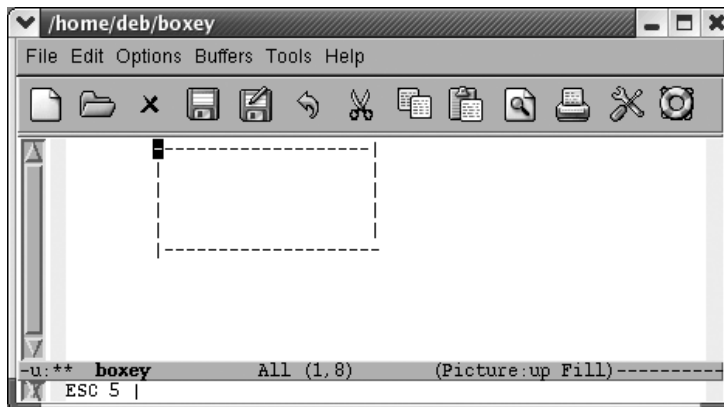 /home/deb/boxey
File Edit Options Buffers Tools Help
-------------------|
| |
| |
| |
| |
|-------------------
-u:** boxey All (1,8) (Picture:up Fill)----------
ESC 5 |